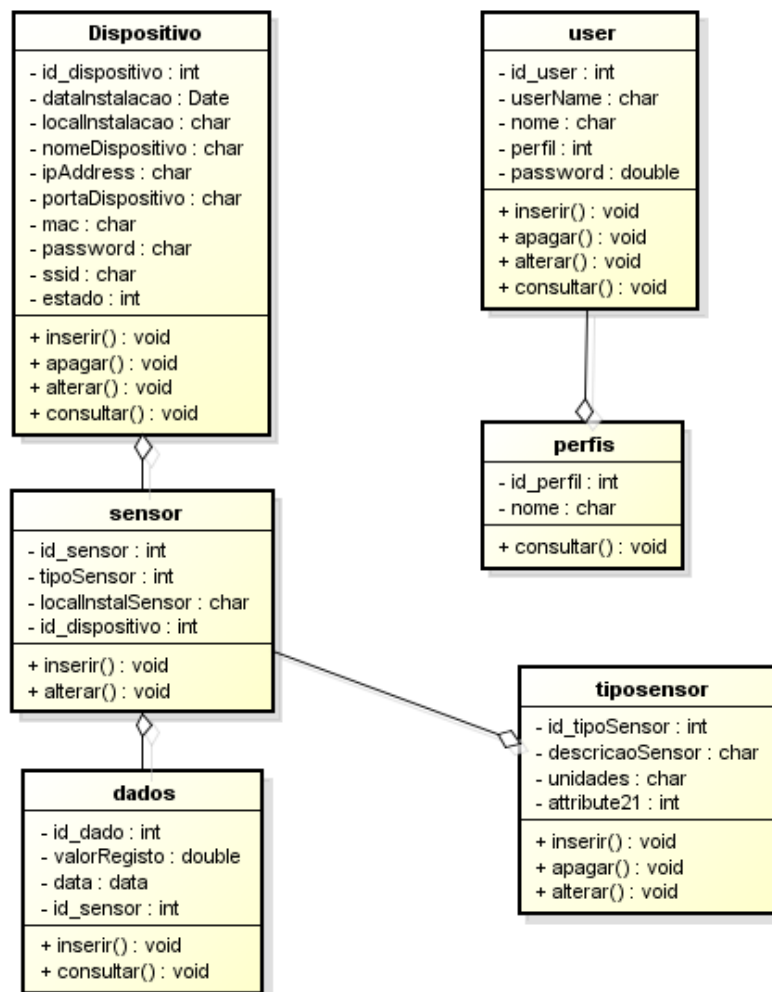 Dispositivo
- id_dispositivo : int
- dataInstalacao : Date
- localInstalacao : char
- nomeDispositivo : char
- ipAddress : char
- portaDispositivo : char
- mac : char
- password : char
- ssid : char
- estado : int
+ inserir() : void
+ apagar() : void
+ alterar() : void
+ consultar() : void
user
- id_user : int
- userName : char
- nome : char
- perfil : int
- password : double
+ inserir() : void
+ apagar() : void
+ alterar() : void
+ consultar() : void
perfis
- id_perfil : int
- nome : char
+ consultar() : void
sensor
- id_sensor : int
- tipoSensor : int
- localInstalSensor : char
- id_dispositivo : int
+ inserir() : void
+ alterar() : void
tiposensor
- id_tipoSensor : int
- descricaoSensor : char
- unidades : char
- attribute21 : int
+ inserir() : void
+ apagar() : void
+ alterar() : void
dados
- id_dado : int
- valorRegisto : double
- data : data
- id_sensor : int
+ inserir() : void
+ consultar() : void